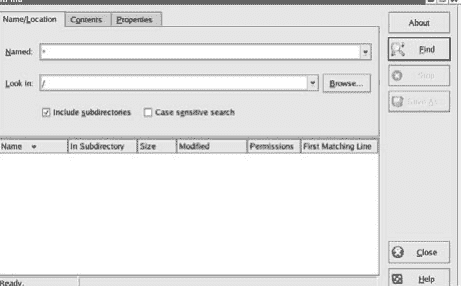 Name/Location Contents Properties
About
Named: *
Find
Look in: / Browse...
Stop
Save As...
Include subdirectories Case sensitive search
Name In Subdirectory Size Modified Permissions First Matching Line
Close
Help
Ready.